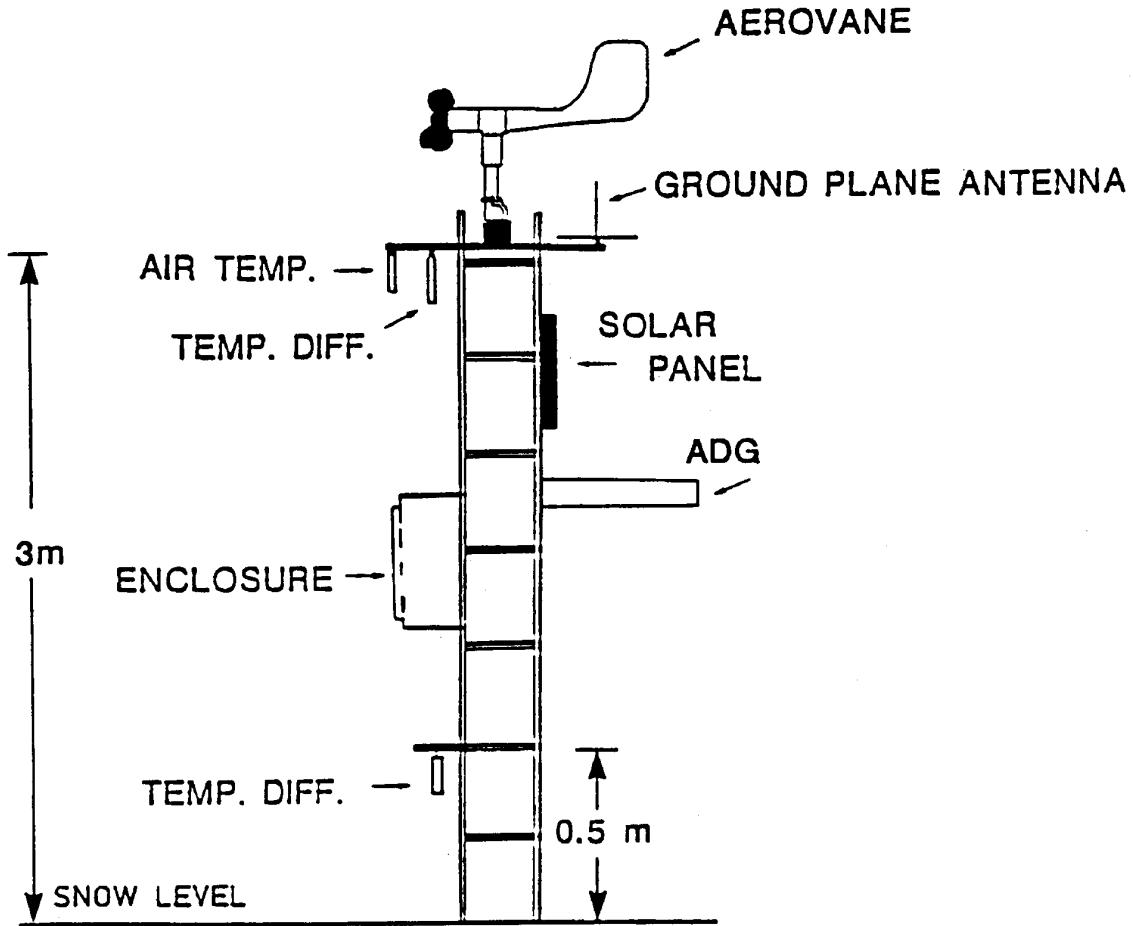 AEROVANE
GROUND PLANE ANTENNA
AIR TEMP.
TEMP. DIFF.
SOLAR
PANEL
ADG
3m
ENCLOSURE
TEMP. DIFF.
0.5 m
SNOW LEVEL